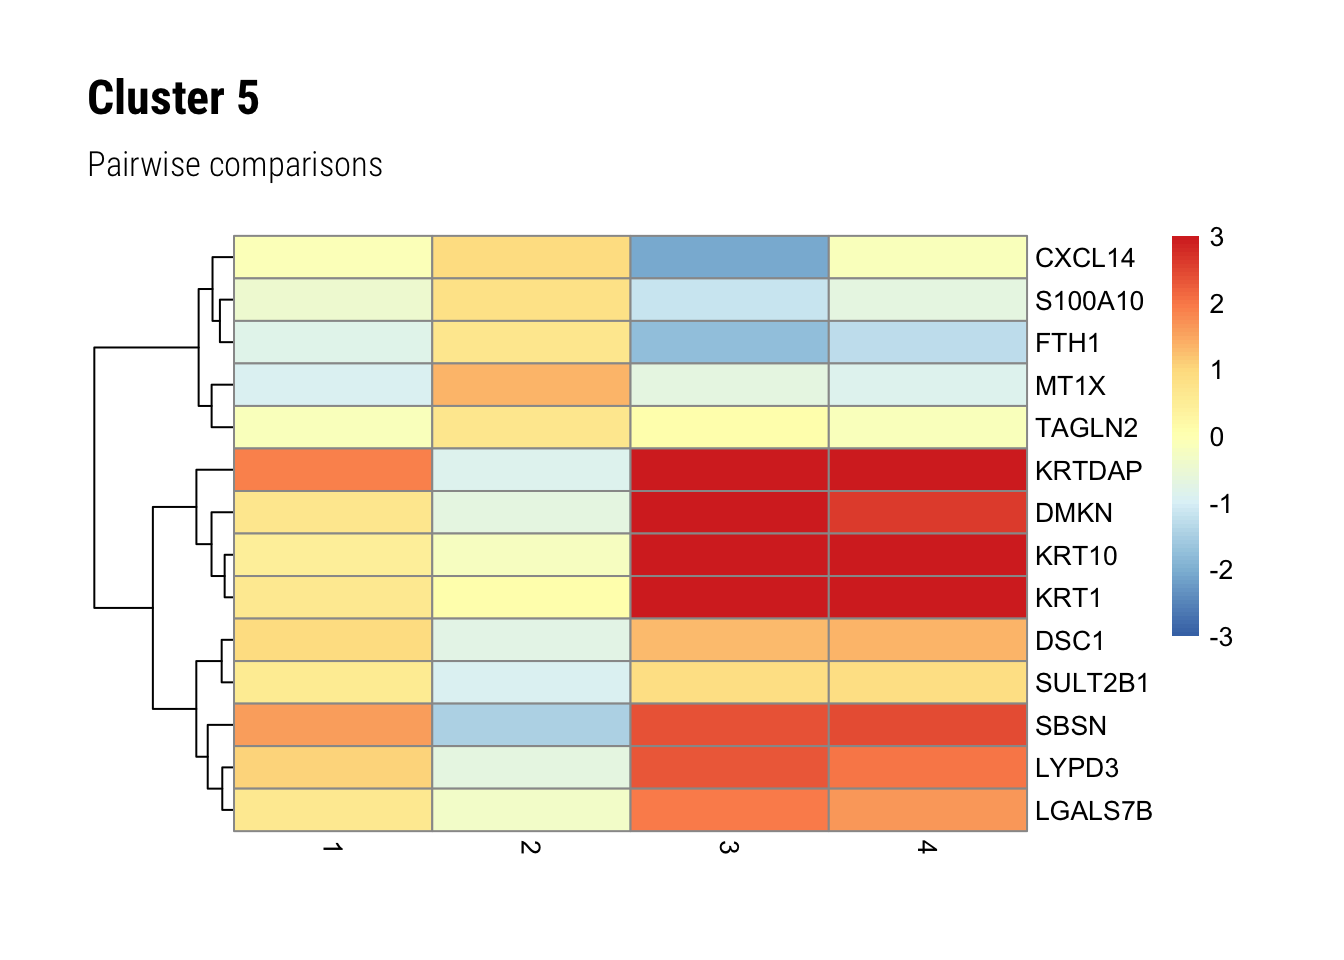 Cluster 5
Pairwise comparisons
CXCL14
S100A10
FTH1
MT1X
TAGLN2
KRTDAP
DMKN
KRT10
KRT1
DSC1
SULT2B1
SBSN
LYPD3
LGALS7B
3
2
1
0
-1
-2
-3
1
2
3
4